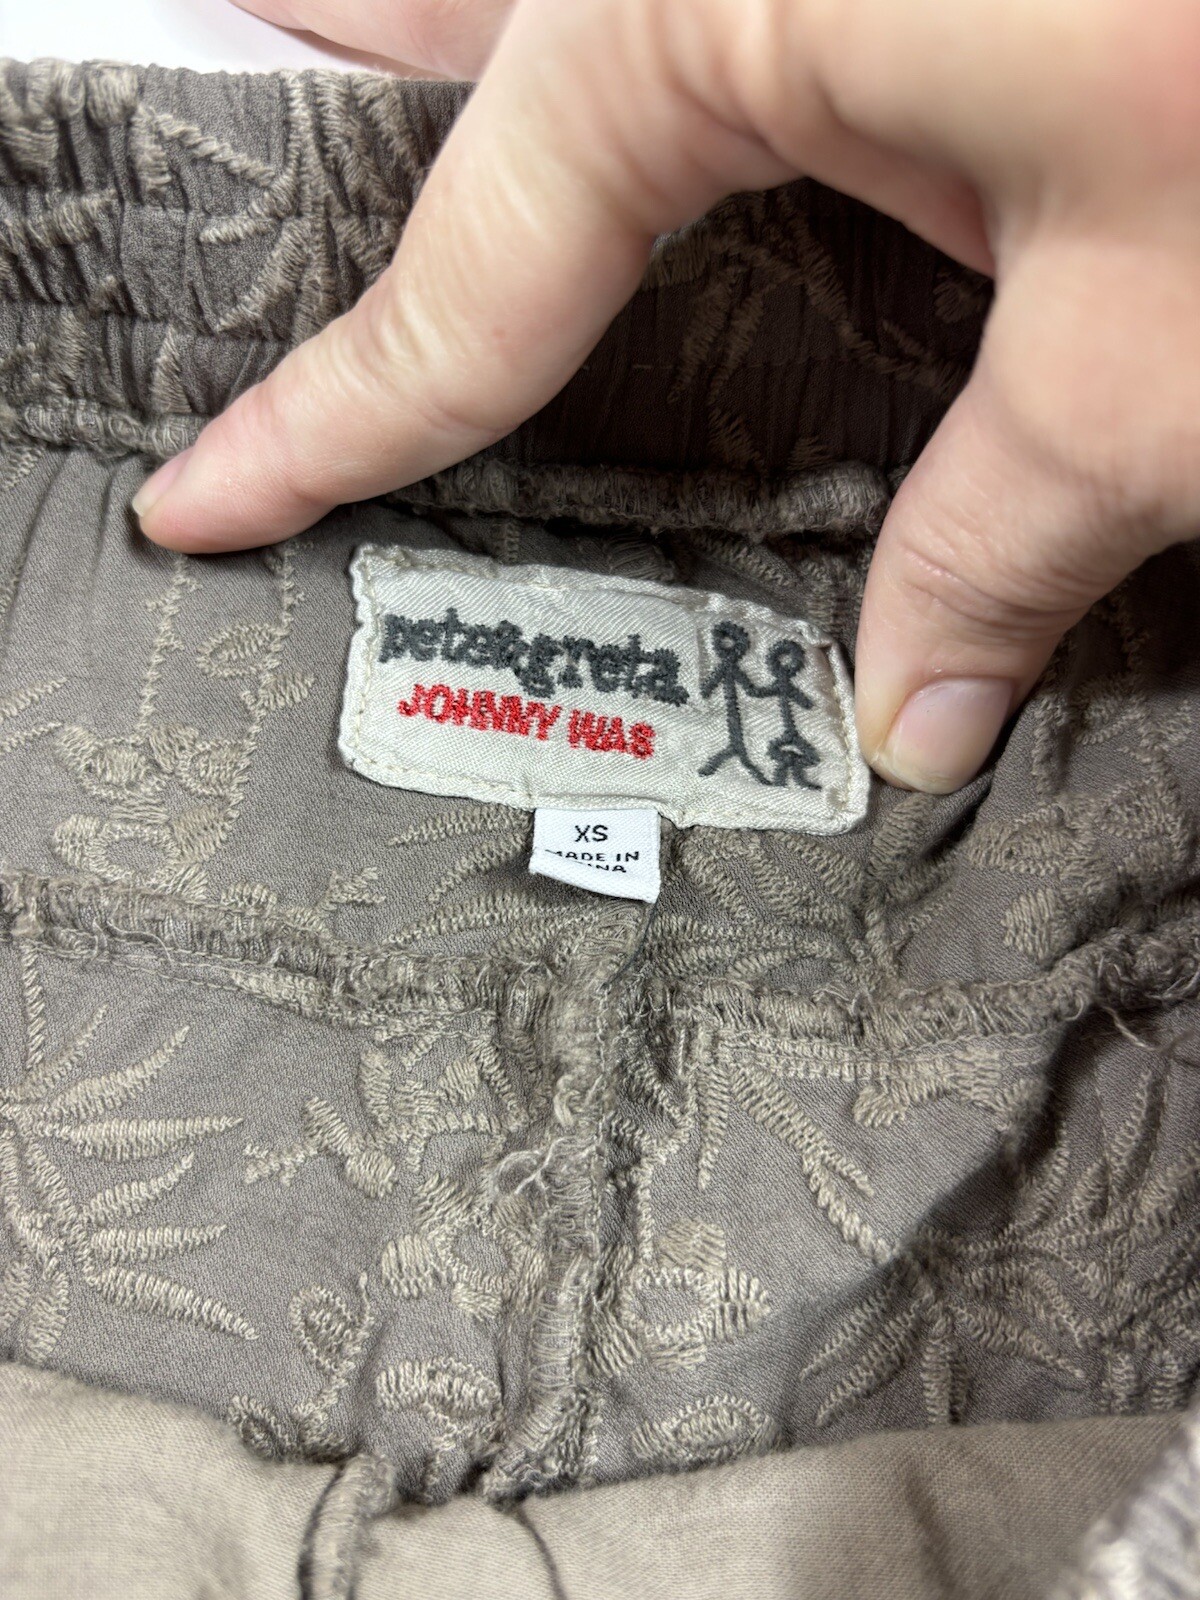 pete&greta
JOHNNY WAS
XS
MADE IN